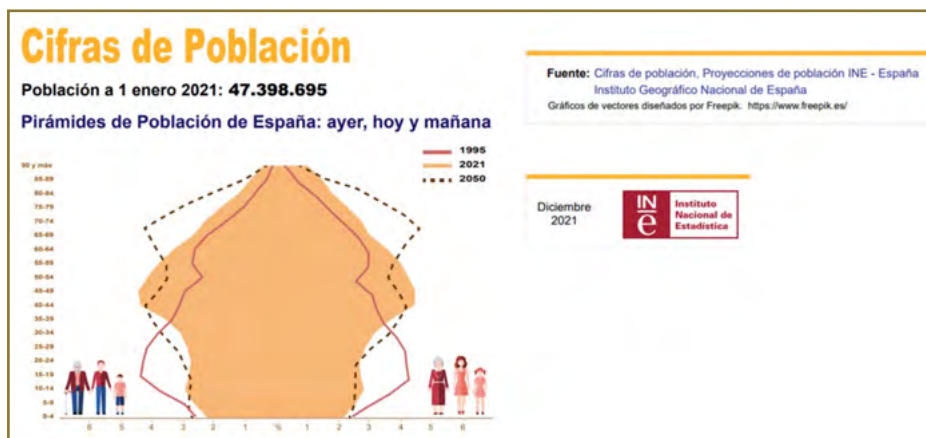 Cifras de Población
Población a 1 enero 2021: 47.398.695
Pirámides de Población de España: ayer, hoy y mañana
1995
2021
2050
90 y más
85-89
80-84
75-79
70-74
65-69
60-64
55-59
50-54
45-49
40-44
35-39
30-34
25-29
20-24
15-19
10-14
5-9
0-4
6 5 4 3 2 1 % 1 2 3 4 5 6
Fuente: Cifras de población, Proyecciones de población INE - España
Instituto Geográfico Nacional de España
Gráficos de vectores diseñados por Freepik. https://www.freepik.es/
Diciembre
2021
INe
Instituto
Nacional de
Estadística